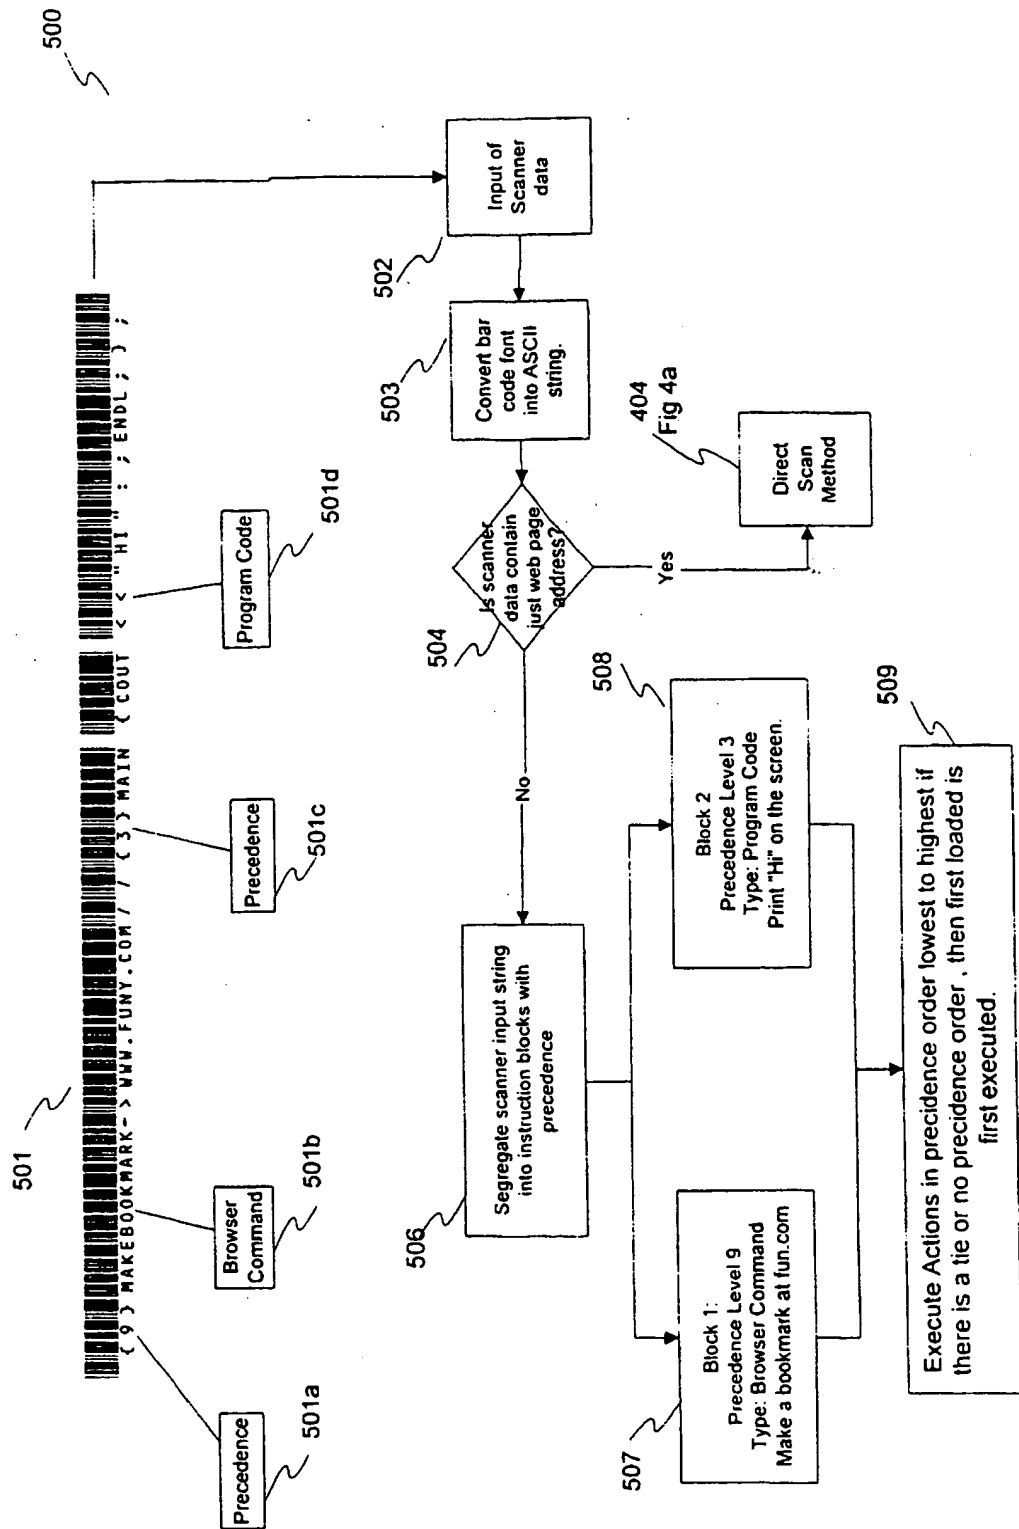 500
501
{9} MAKEBOOKMARK-> WWW.FUNY.COM// {3} MAIN {COUT << "HI" : ; ENDL ; } ;
Precedence
501a
Browser
Command
501b
Precedence
501c
Program Code
501d
502
Input of
Scanner
data
503
Convert bar
code font
into ASCII
string.
504
Is scanner
data contain
just web page
address?
Yes
404
Fig 4a
Direct
Scan
Method
No
506
Segregate scanner input string
into instruction blocks with
precedence
507
Block 1:
Precedence Level 9
Type: Browser Command
Make a bookmark at fun.com
508
Block 2
Precedence Level 3
Type: Program Code
Print "Hi" on the screen.
509
Execute Actions in precidence order lowest to highest if
there is a tie or no precidence order , then first loaded is
first executed.